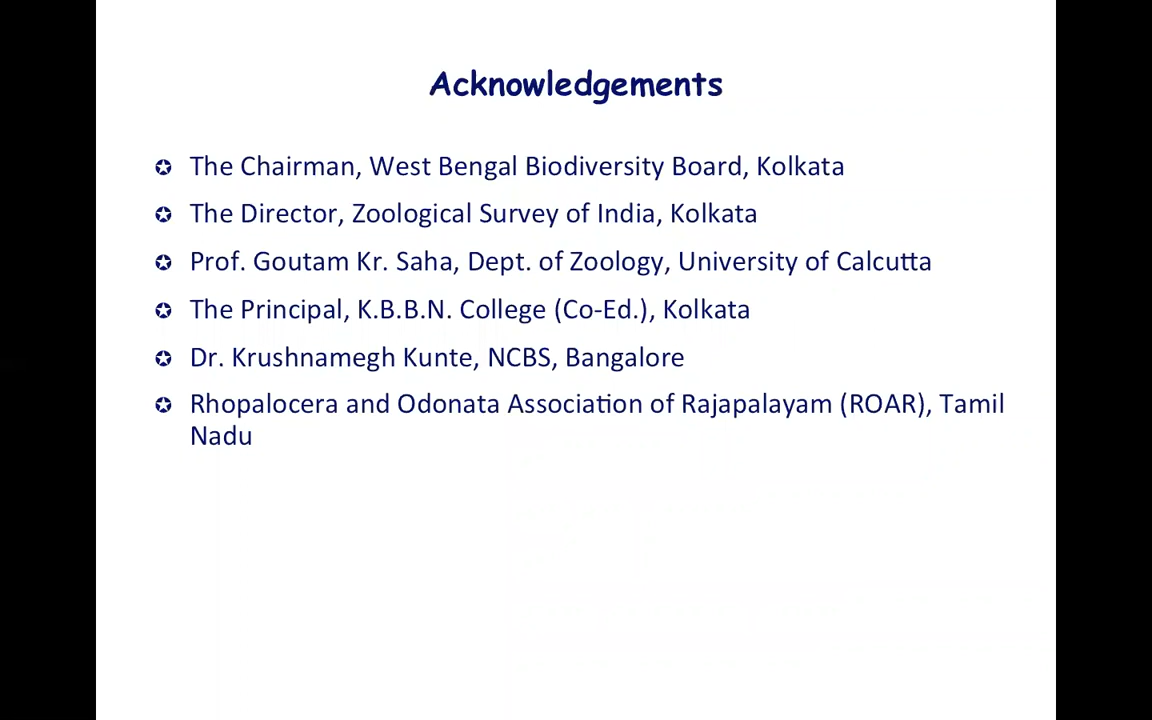 Acknowledgements
✪ The Chairman, West Bengal Biodiversity Board, Kolkata
✪ The Director, Zoological Survey of India, Kolkata
✪ Prof. Goutam Kr. Saha, Dept. of Zoology, University of Calcutta
✪ The Principal, K.B.B.N. College (Co-Ed.), Kolkata
✪ Dr. Krushnamegh Kunte, NCBS, Bangalore
✪ Rhopalocera and Odonata Association of Rajapalayam (ROAR), Tamil
Nadu